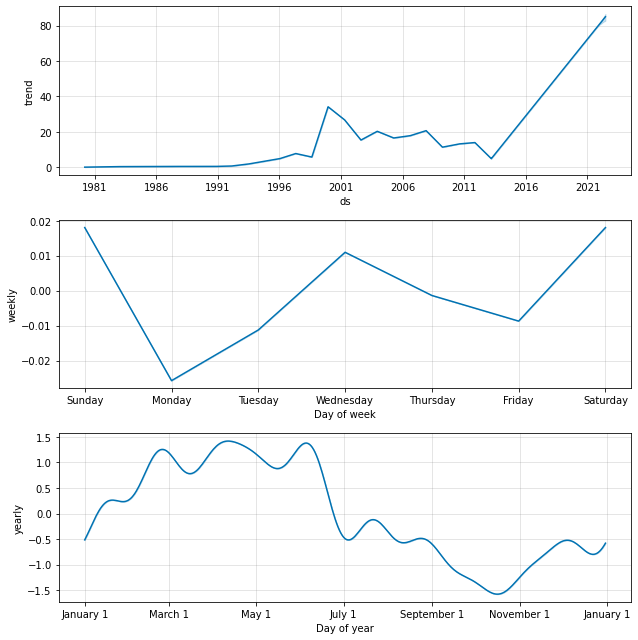 80
60
40
20
0
trend
1981 1986 1991 1996 2001 2006 2011 2016 2021
ds
0.02
0.01
0.00
−0.01
−0.02
weekly
Sunday Monday Tuesday Wednesday Thursday Friday Saturday
Day of week
1.5
1.0
0.5
0.0
−0.5
−1.0
−1.5
yearly
January 1 March 1 May 1 July 1 September 1 November 1 January 1
Day of year